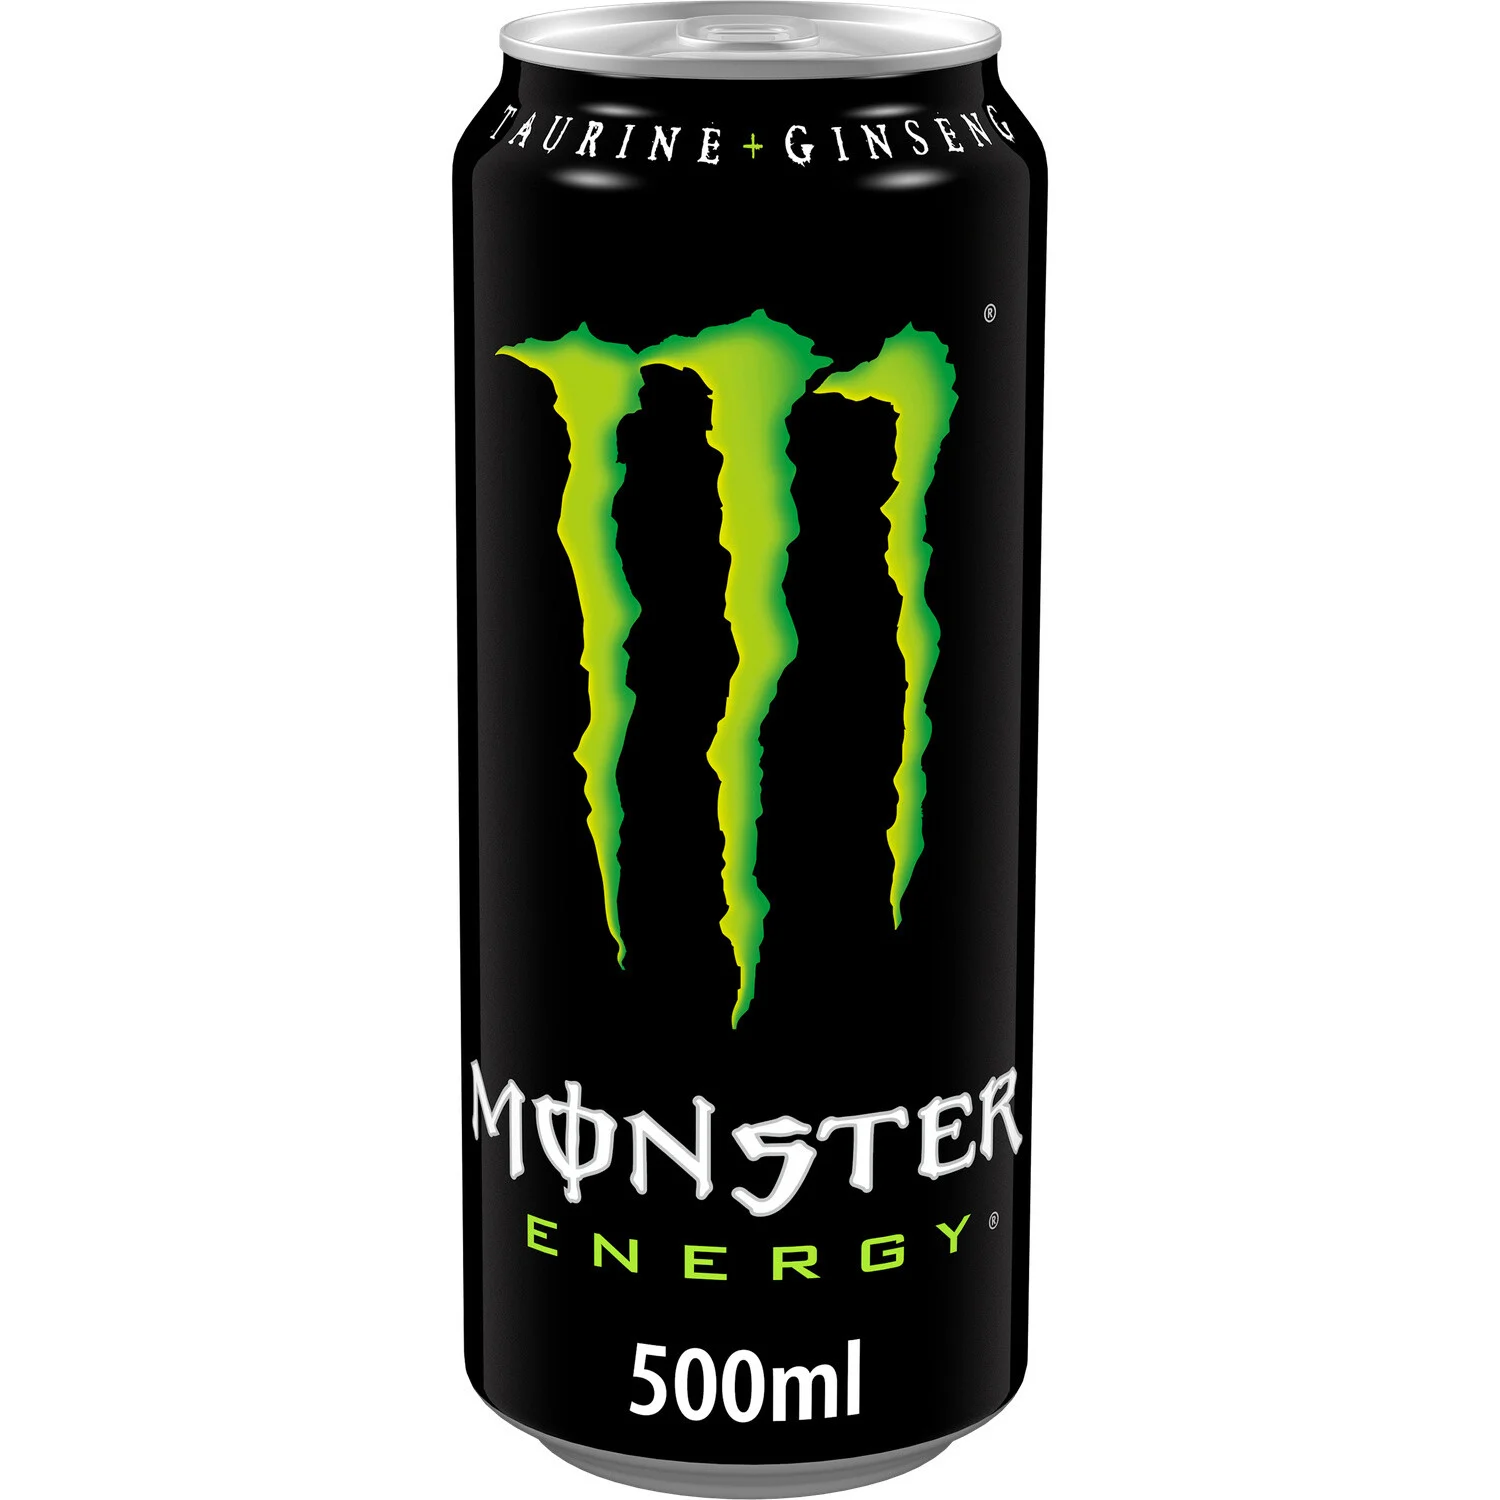 TAURINE + GINSENG
®
MONSTER
ENERGY®
500ml